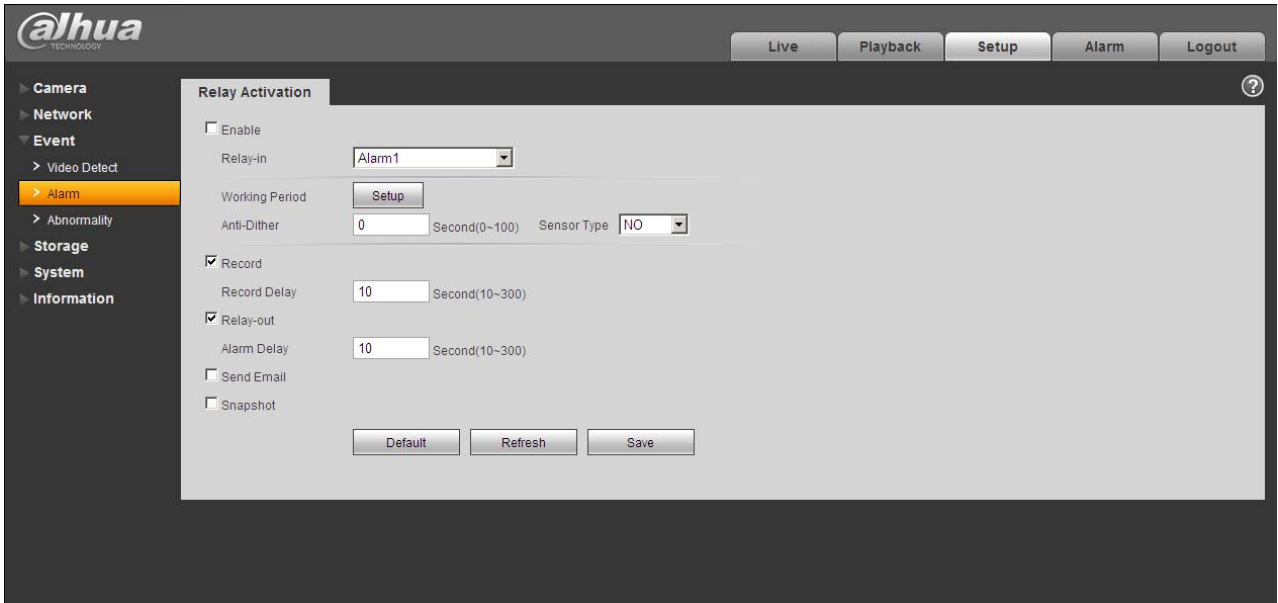 alhua
TECHNOLOGY
Live Playback Setup Alarm Logout
Camera
Network
Event
> Video Detect
> Alarm
> Abnormality
Storage
System
Information
Relay Activation
?
Enable
Relay-in Alarm1
Working Period Setup
Anti-Dither 0 Second(0~100) Sensor Type NO
Record
Record Delay 10 Second(10~300)
Relay-out
Alarm Delay 10 Second(10~300)
Send Email
Snapshot
Default Refresh Save